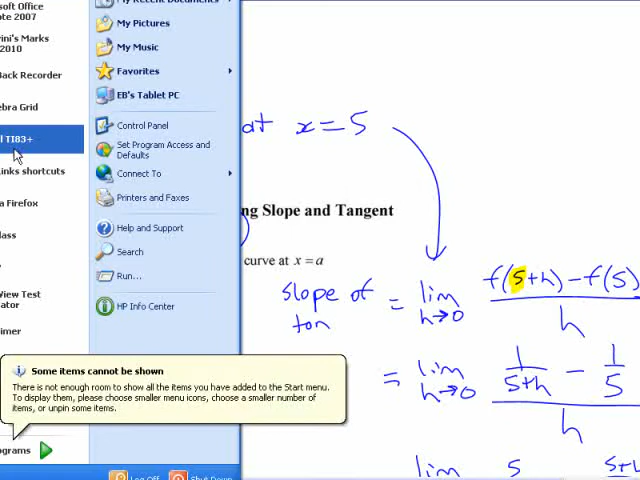 soft Office
ote 2007
vini's Marks
2010
Back Recorder
ebra Grid
l TI83+
Links shortcuts
a Firefox
lass
View Test
erator
imer
rograms
My Recent Documents
My Pictures
My Music
Favorites
EB's Tablet PC
Control Panel
Set Program Access and
Defaults
Connect To
Printers and Faxes
Help and Support
Search
Run...
HP Info Center
Log Off
Shut Down
Some items cannot be shown
There is not enough room to show all the items you have added to the Start menu.
To display them, please choose smaller menu icons, choose a smaller number of
items, or unpin some items.
at x = 5
ng Slope and Tangent
curve at x = a
slope of
tan
= lim h→0 f(5+h) - f(5) / h
= lim h→0 1/5+h - 1/5 / h
lim 5 5+h